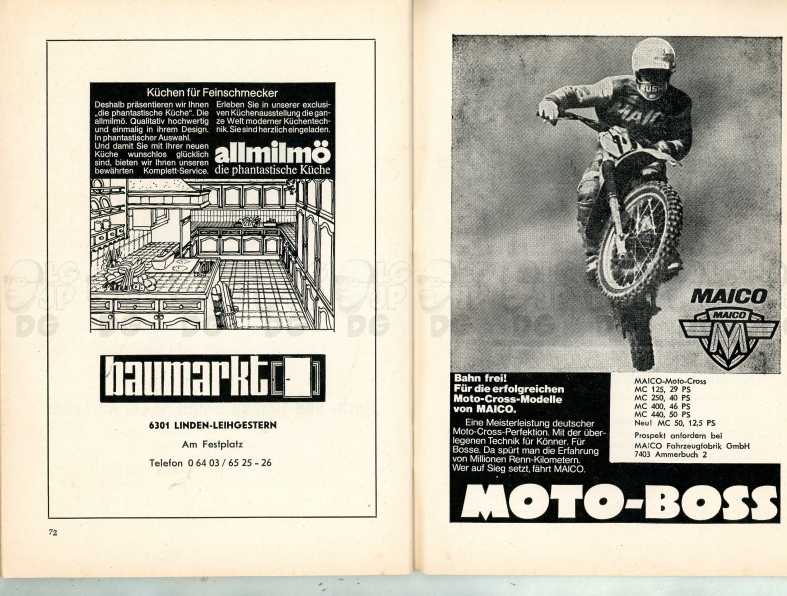 Küchen für Feinschmecker
Deshalb präsentieren wir Ihnen
„die phantastische Küche“. Die
allmilmö. Qualitativ hochwertig
und einmalig in ihrem Design.
In phantastischer Auswahl.
Und damit Sie mit Ihrer neuen
Küche wunschlos glücklich
sind, bieten wir Ihnen unseren
bewährten Komplett-Service.
Erleben Sie in unserer exclusi-
ven Küchenausstellung die gan-
ze Welt moderner Küchentech-
nik. Sie sind herzlich eingeladen.
allmilmö
die phantastische Küche
baumarkt
6301 LINDEN-LEIHGESTERN
Am Festplatz
Telefon 0 64 03 / 65 25 - 26
72
MAICO
MAICO
M
Bahn frei!
Für die erfolgreichen
Moto-Cross-Modelle
von MAICO.
Eine Meisterleistung deutscher
Moto-Cross-Perfektion. Mit der über-
legenen Technik für Könner. Für
Bosse. Da spürt man die Erfahrung
von Millionen Renn-Kilometern.
Wer auf Sieg setzt, fährt MAICO.
MAICO-Moto-Cross
MC 125, 29 PS
MC 250, 40 PS
MC 400, 46 PS
MC 440, 50 PS
Neu! MC 50, 12,5 PS
Prospekt anfordern bei
MAICO Fahrzeugfabrik GmbH
7403 Ammerbuch 2
MOTO-BOSS
LG
JP
DG